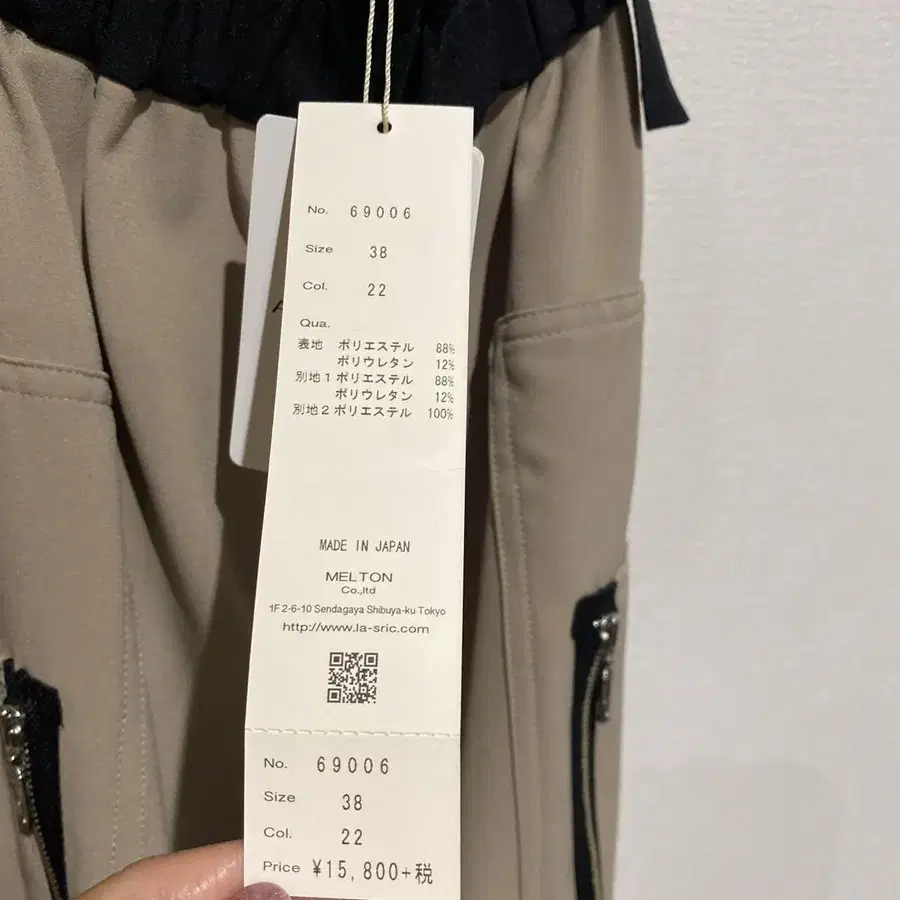 No. 69006
Size 38
Col. 22
Qua.
表地 ポリエステル 88%
ポリウレタン 12%
別地1 ポリエステル 88%
ポリウレタン 12%
別地2 ポリエステル 100%
MADE IN JAPAN
MELTON
Co.,ltd
1F 2-6-10 Sendagaya Shibuya-ku Tokyo
http://www.la-sric.com
No. 69006
Size 38
Col. 22
Price ¥15,800+税